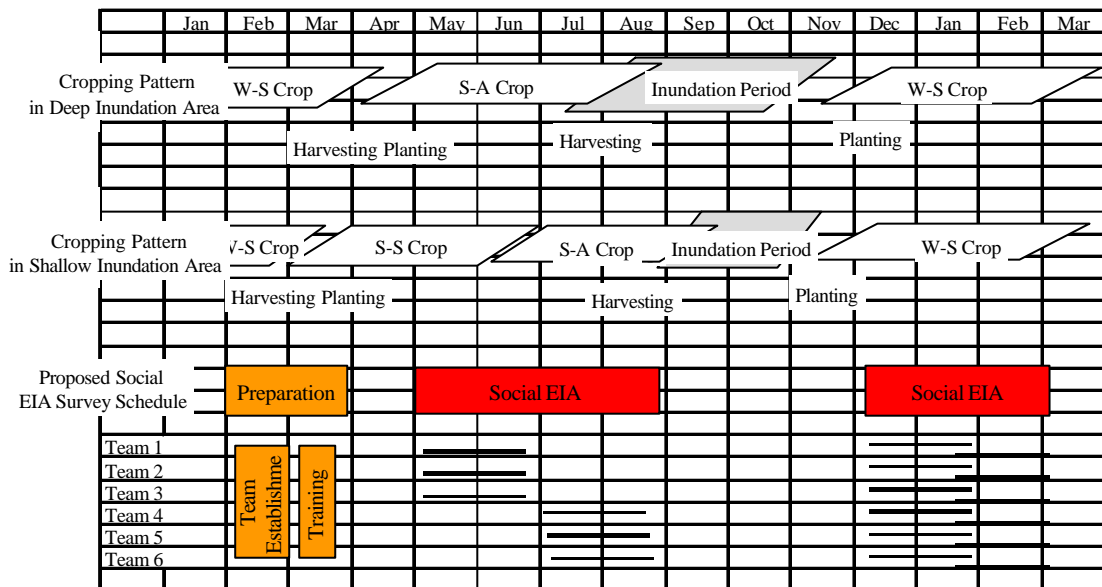 Jan Feb Mar Apr May Jun Jul Aug Sep Oct Nov Dec Jan Feb Mar
Cropping Pattern
in Deep Inundation Area
W-S Crop S-A Crop Inundation Period W-S Crop
Harvesting Planting Harvesting Planting
Cropping Pattern
in Shallow Inundation Area
W-S Crop S-S Crop S-A Crop Inundation Period W-S Crop
Harvesting Planting Harvesting Planting
Proposed Social
EIA Survey Schedule
Preparation Social EIA Social EIA
Team 1
Team 2
Team 3
Team 4
Team 5
Team 6
Team
Establishme
Training